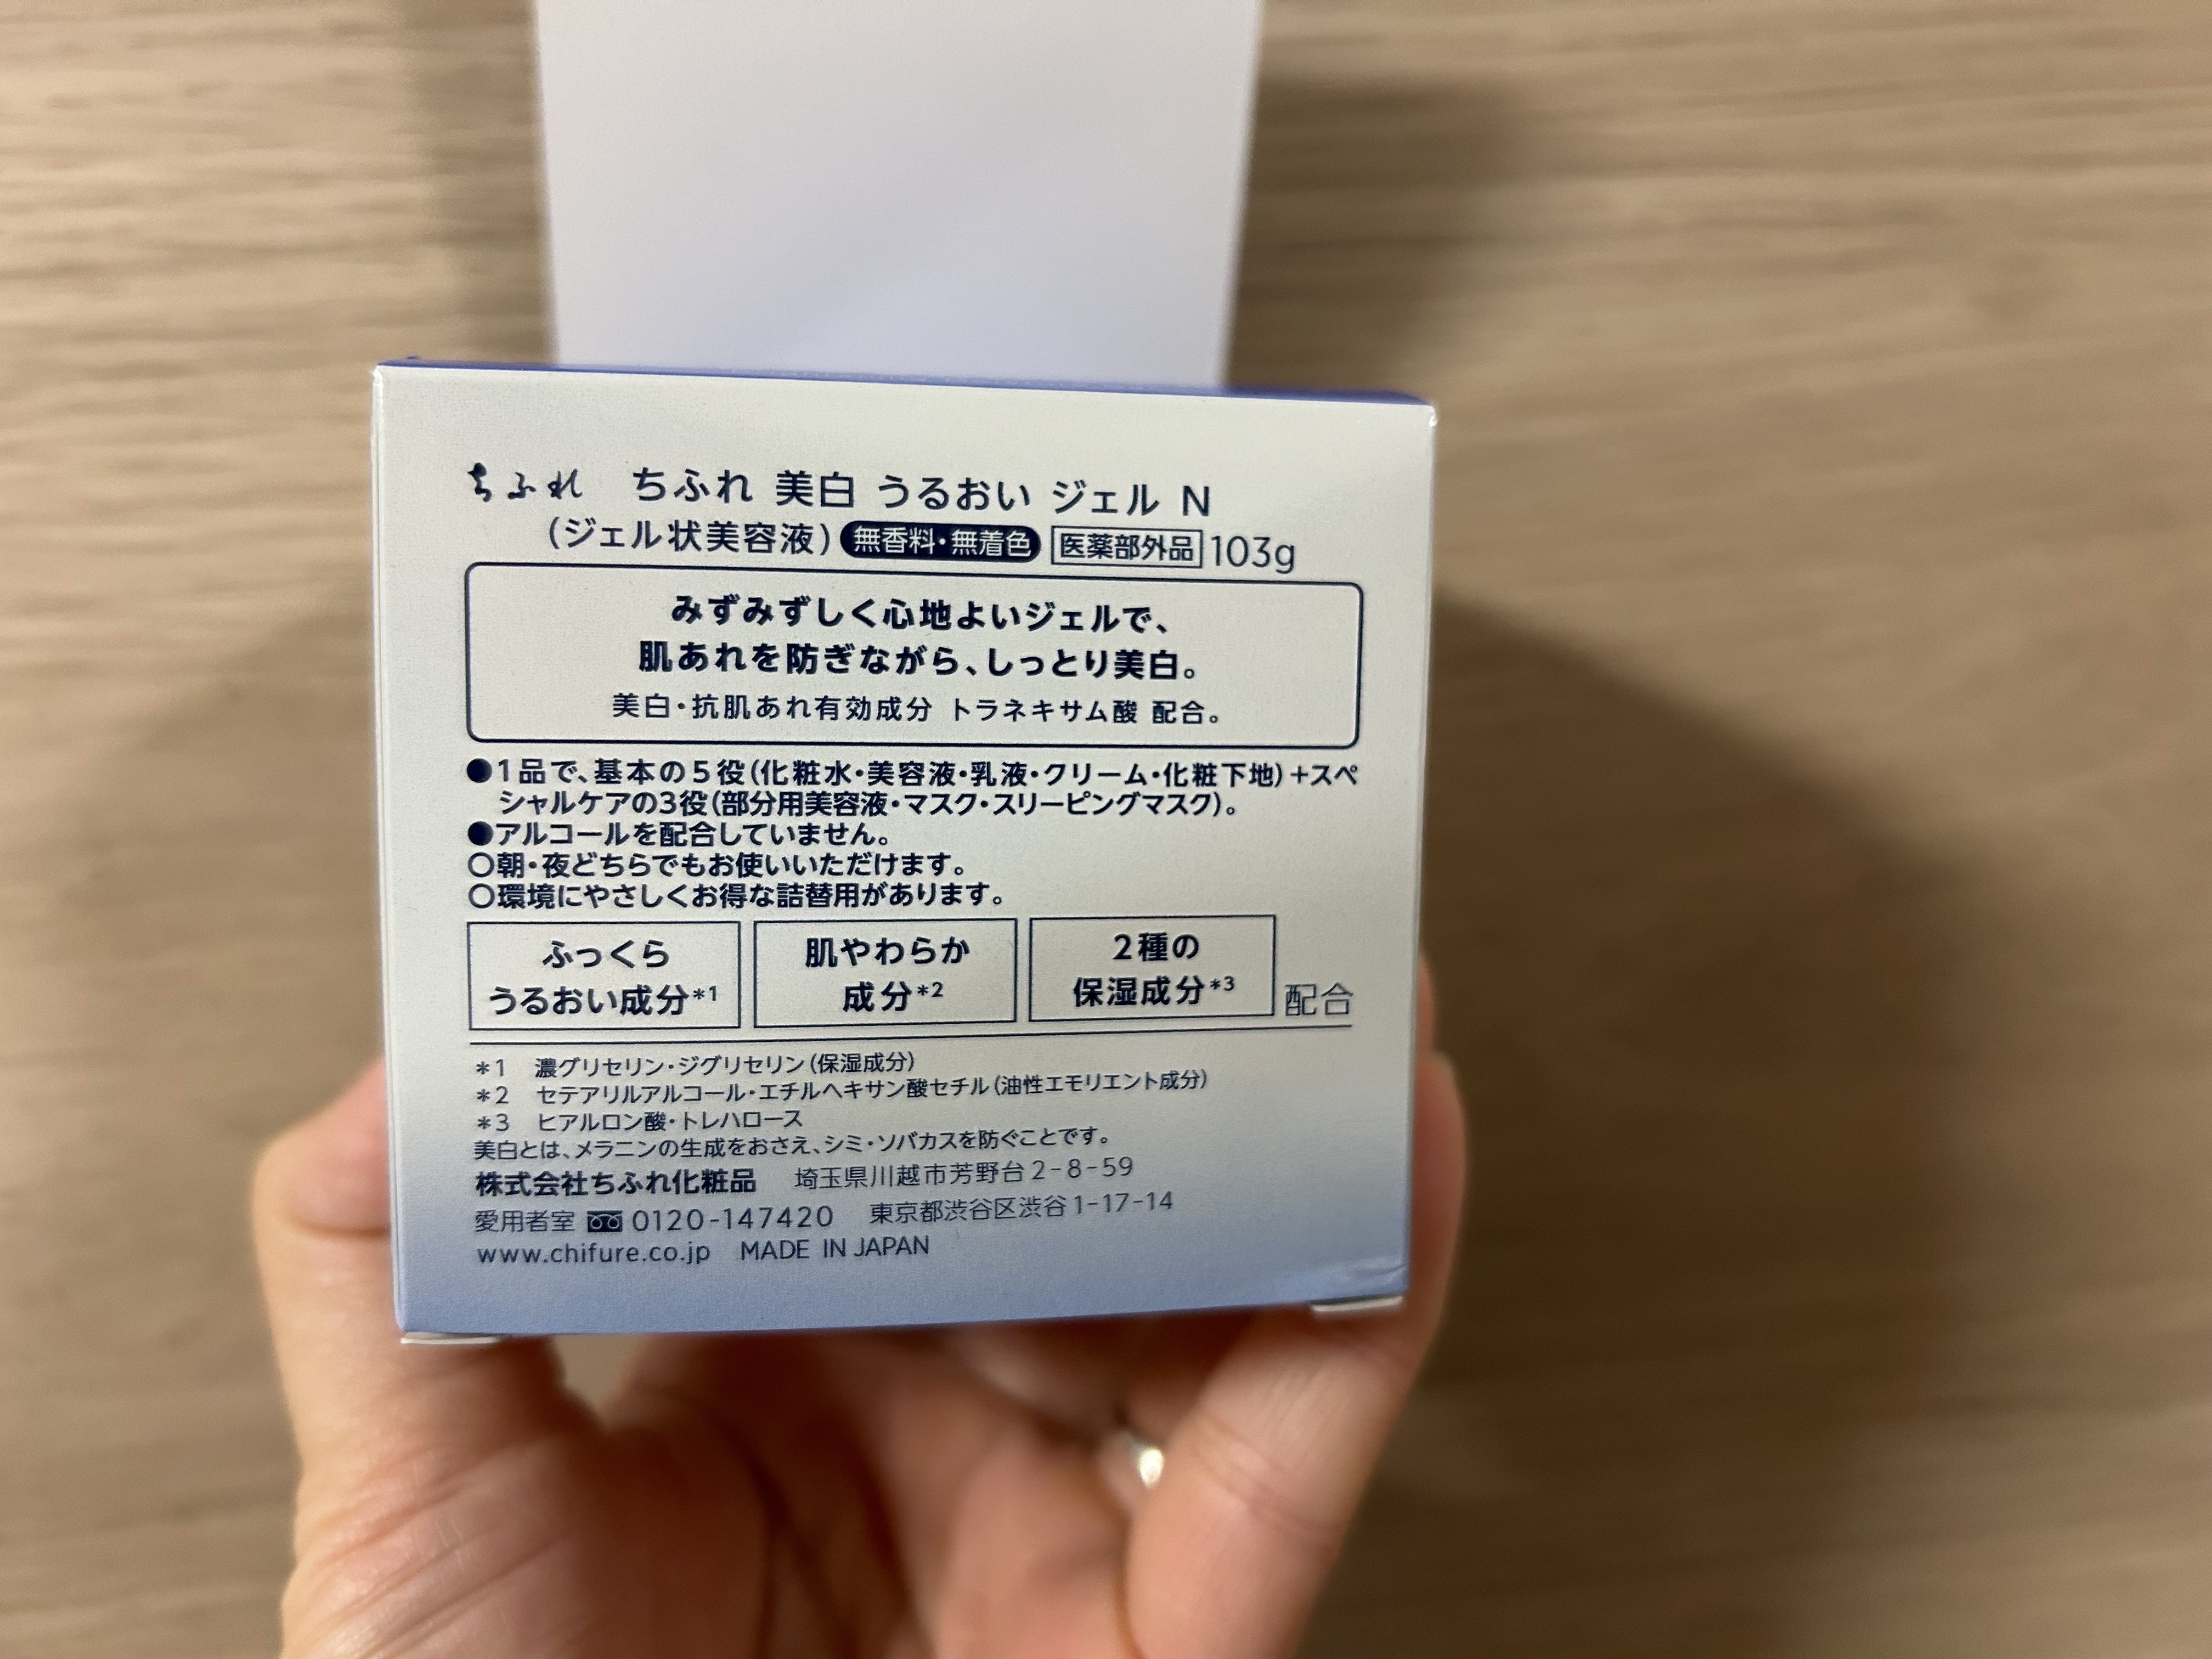 ちふれ ちふれ 美白 うるおい ジェル N
(ジェル状美容液) 無香料・無着色 医薬部外品 103g
みずみずしく心地よいジェルで、
肌あれを防ぎながら、しっとり美白。
美白・抗肌あれ有効成分 トラネキサム酸 配合。
●1品で、基本の5役(化粧水・美容液・乳液・クリーム・化粧下地)+スペ
シャルケアの3役(部分用美容液・マスク・スリーピングマスク)。
●アルコールを配合していません。
○朝・夜どちらでもお使いいただけます。
○環境にやさしくお得な詰替用があります。
ふっくら
うるおい成分*1
肌やわらか
成分*2
2種の
保湿成分*3
配合
*1 濃グリセリン・ジグリセリン(保湿成分)
*2 セテアリルアルコール・エチルヘキサン酸セチル(油性エモリエント成分)
*3 ヒアルロン酸・トレハロース
美白とは、メラニンの生成をおさえ、シミ・ソバカスを防ぐことです。
株式会社ちふれ化粧品 埼玉県川越市芳野台2-8-59
愛用者室 0120-147420 東京都渋谷区渋谷1-17-14
www.chifure.co.jp MADE IN JAPAN